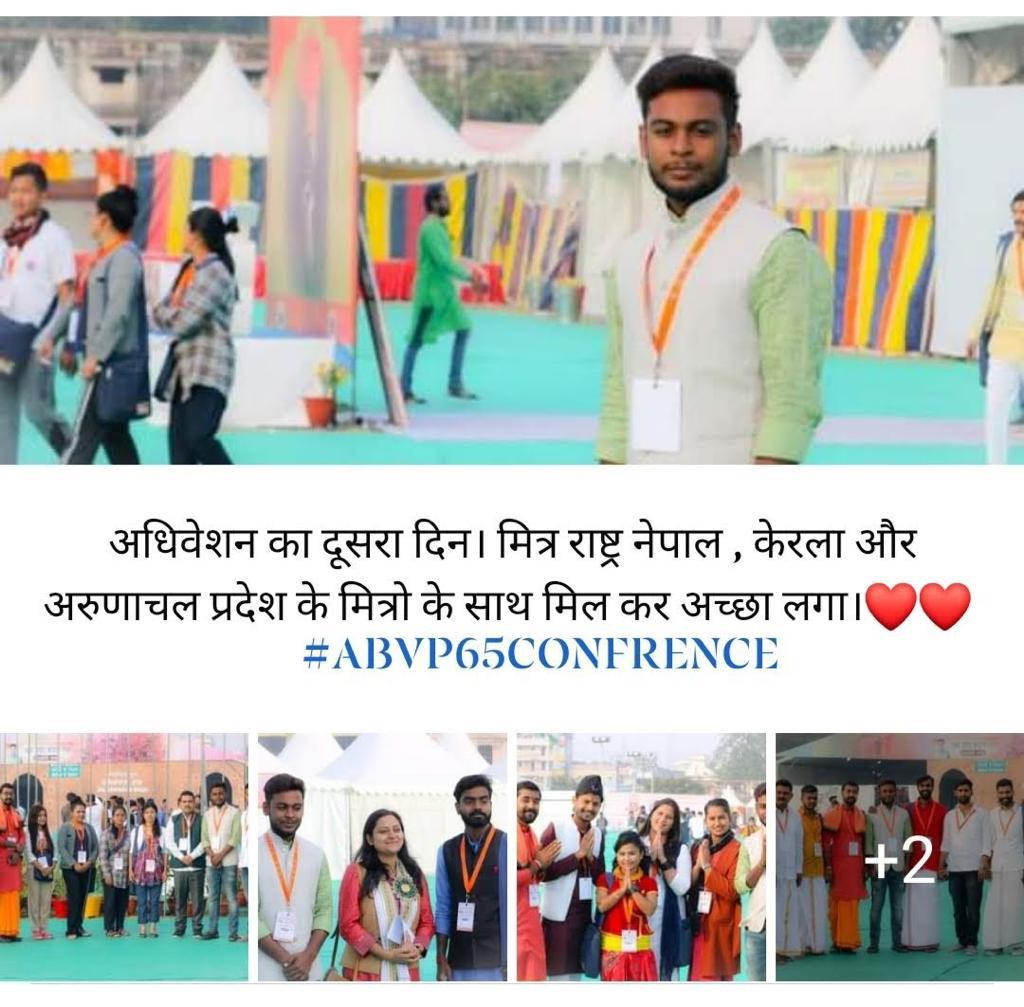 अधिवेशन का दूसरा दिन। मित्र राष्ट्र नेपाल , केरला और
अरुणाचल प्रदेश के मित्रो के साथ मिल कर अच्छा लगा।❤️❤️
#ABVP65CONFRENCE
+2